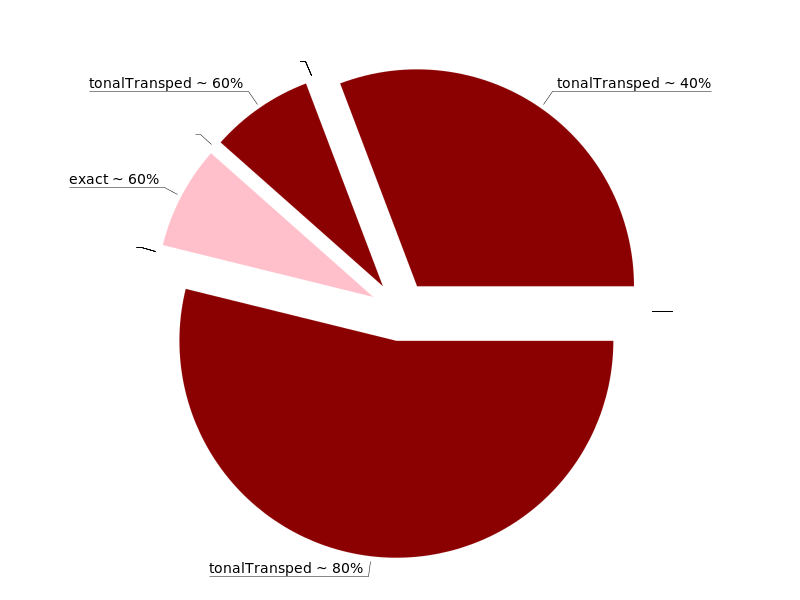 tonalTransped ~ 60%
tonalTransped ~ 40%
exact ~ 60%
tonalTransped ~ 80%